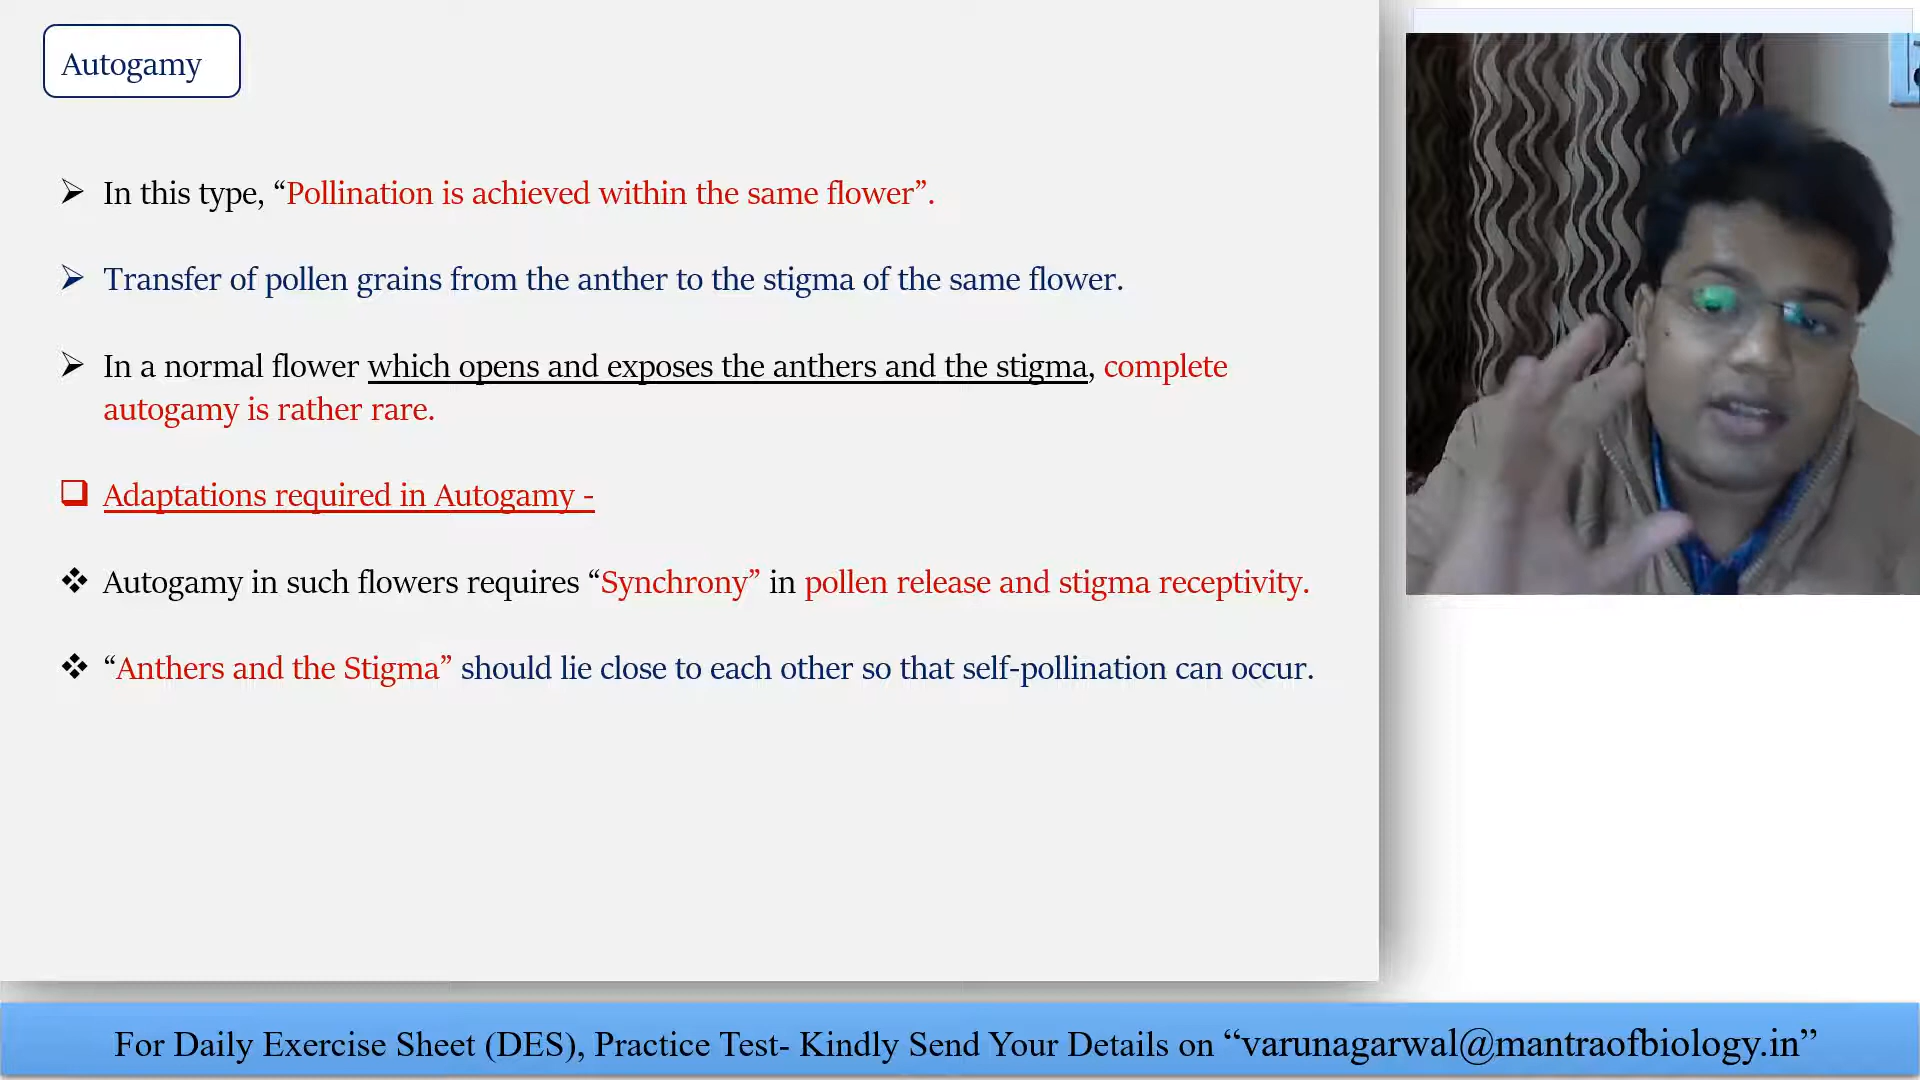 Autogamy
In this type, “Pollination is achieved within the same flower”.
Transfer of pollen grains from the anther to the stigma of the same flower.
In a normal flower which opens and exposes the anthers and the stigma, complete
autogamy is rather rare.
Adaptations required in Autogamy -
Autogamy in such flowers requires “Synchrony” in pollen release and stigma receptivity.
“Anthers and the Stigma” should lie close to each other so that self-pollination can occur.
For Daily Exercise Sheet (DES), Practice Test- Kindly Send Your Details on “varunagarwal@mantraofbiology.in”